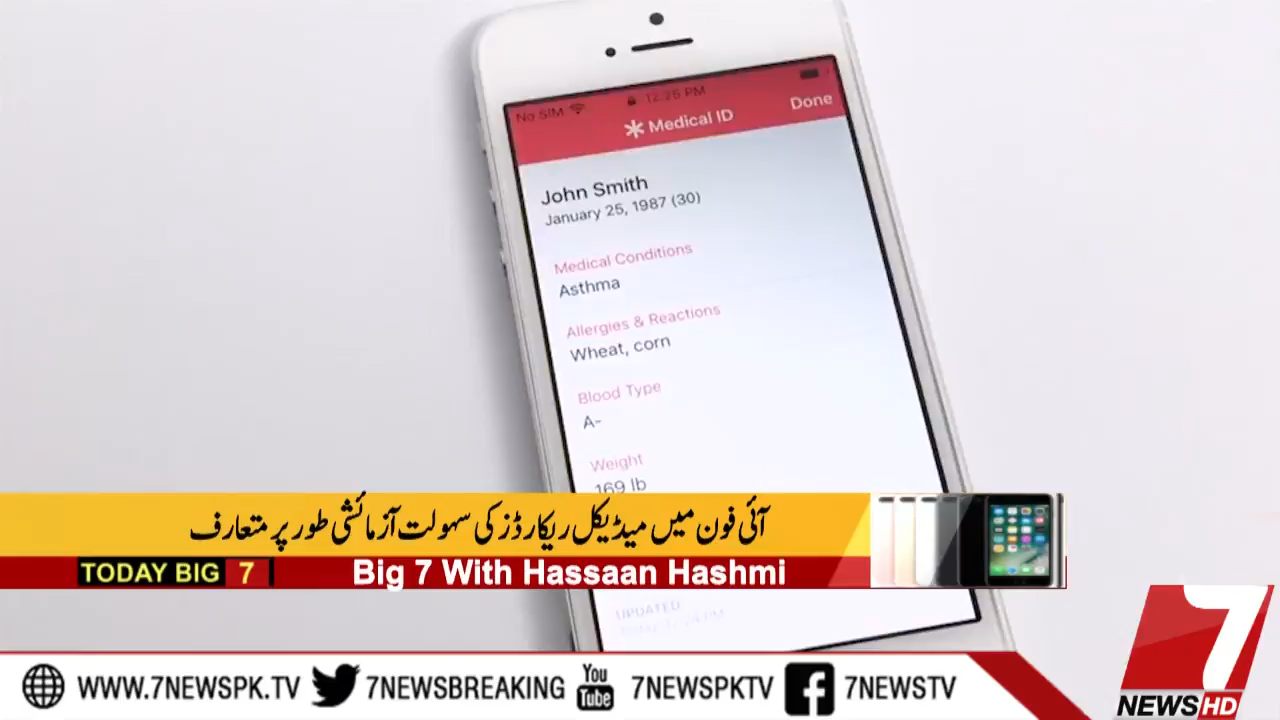 No SIM 12:25 PM
Medical ID Done
John Smith
January 25, 1987 (30)
Medical Conditions
Asthma
Allergies & Reactions
Wheat, corn
Blood Type
A-
Weight
169 lb
آئی فون میں میڈیکل ریکارڈز کی سہولت آزمائشی طور پر متعارف
TODAY BIG 7 Big 7 With Hassaan Hashmi
UPDATED
7 NEWS HD
WWW.7NEWSPK.TV 7NEWSBREAKING You Tube 7NEWSPKTV 7NEWSTV